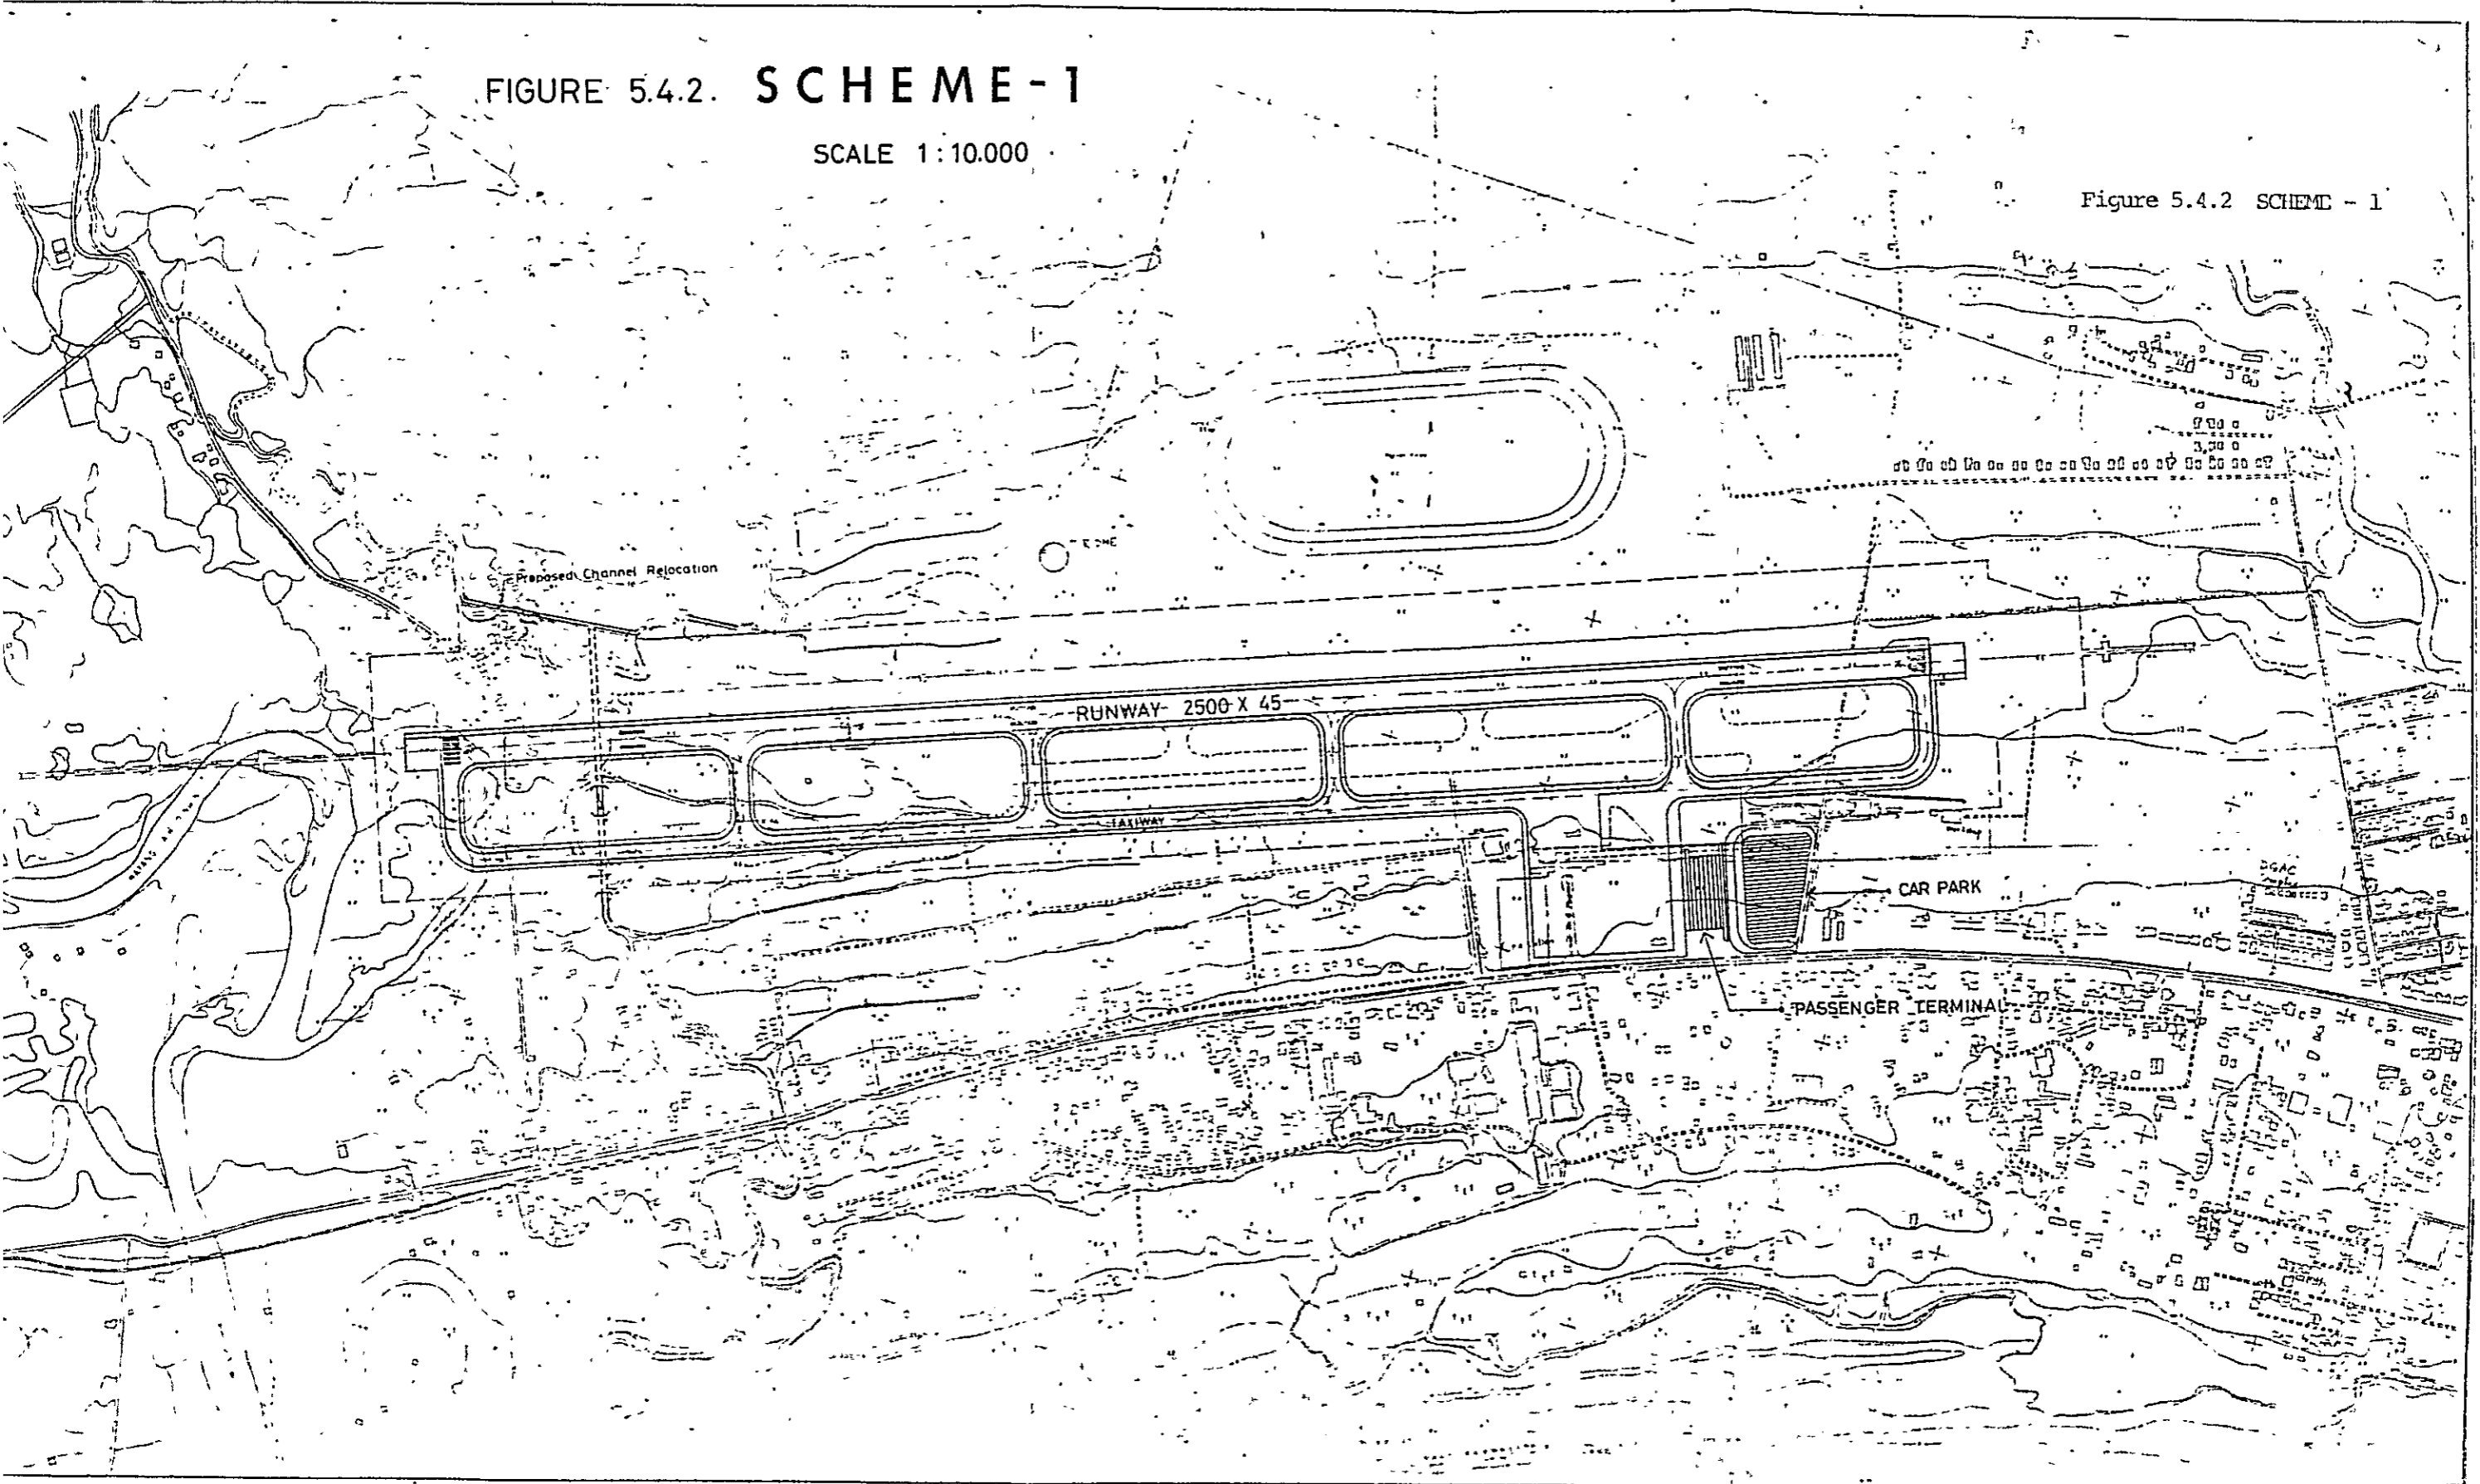 FIGURE 5.4.2. SCHEME-1
SCALE 1:10.000
Figure 5.4.2 SCHEME - 1
Proposed Channel Relocation
RUNWAY 2500 X 45
TAXIWAY
CAR PARK
PASSENGER TERMINAL